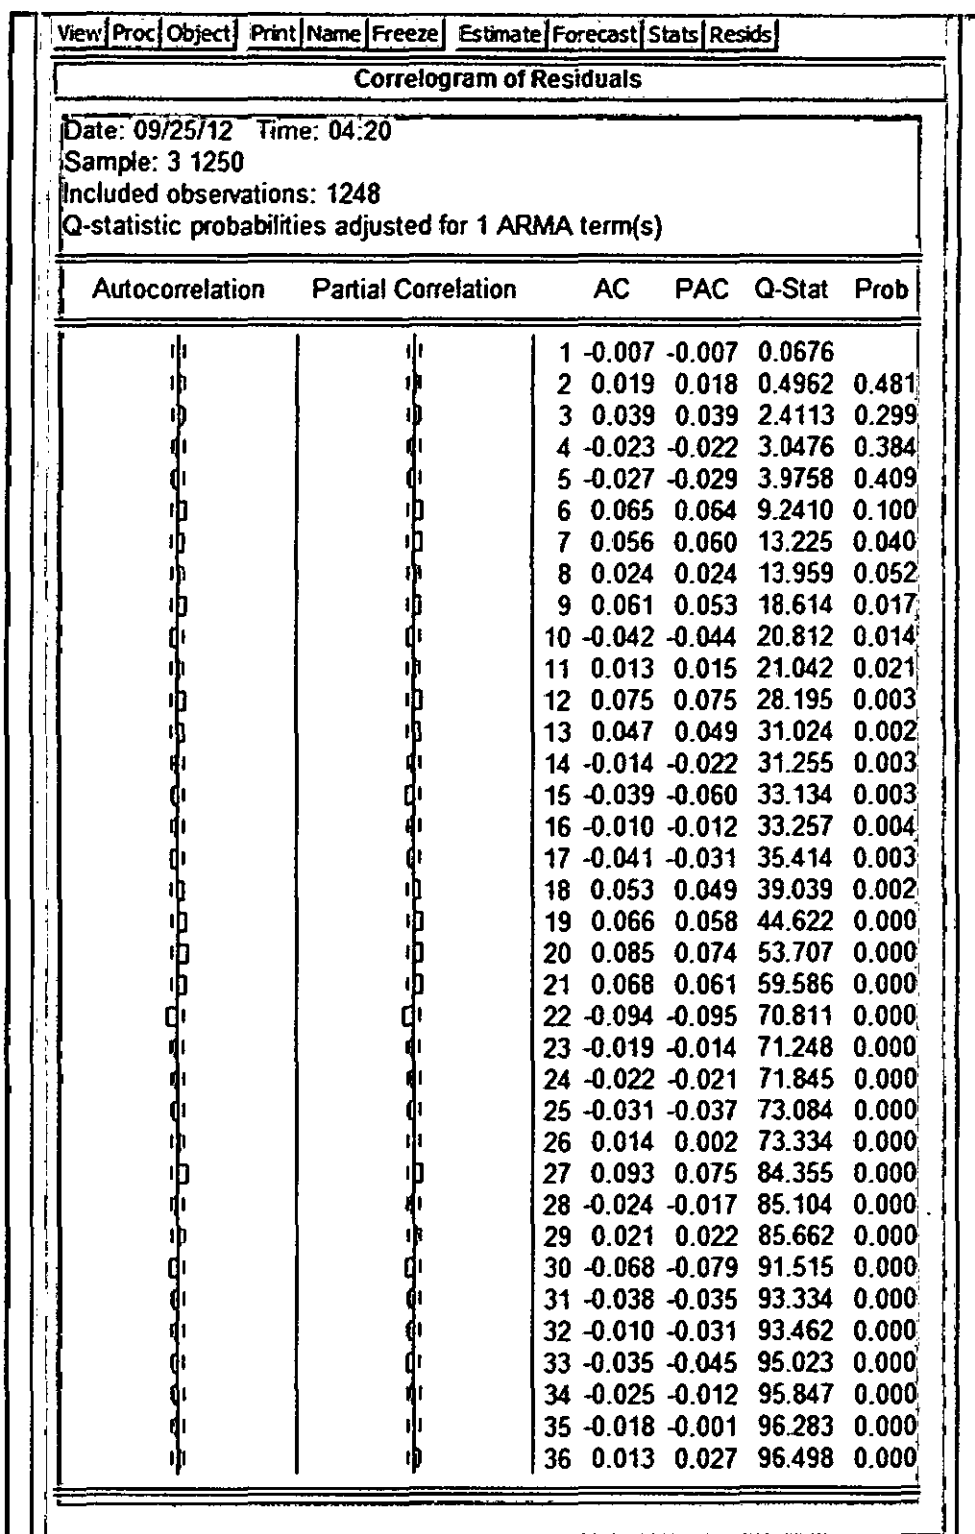 View Proc Object Print Name Freeze Estimate Forecast Stats Resids
Correlogram of Residuals
Date: 09/25/12 Time: 04:20
Sample: 3 1250
Included observations: 1248
Q-statistic probabilities adjusted for 1 ARMA term(s)
Autocorrelation Partial Correlation AC PAC Q-Stat Prob
1 -0.007 -0.007 0.0676
2 0.019 0.018 0.4962 0.481
3 0.039 0.039 2.4113 0.299
4 -0.023 -0.022 3.0476 0.384
5 -0.027 -0.029 3.9758 0.409
6 0.065 0.064 9.2410 0.100
7 0.056 0.060 13.225 0.040
8 0.024 0.024 13.959 0.052
9 0.061 0.053 18.614 0.017
10 -0.042 -0.044 20.812 0.014
11 0.013 0.015 21.042 0.021
12 0.075 0.075 28.195 0.003
13 0.047 0.049 31.024 0.002
14 -0.014 -0.022 31.255 0.003
15 -0.039 -0.060 33.134 0.003
16 -0.010 -0.012 33.257 0.004
17 -0.041 -0.031 35.414 0.003
18 0.053 0.049 39.039 0.002
19 0.066 0.058 44.622 0.000
20 0.085 0.074 53.707 0.000
21 0.068 0.061 59.586 0.000
22 -0.094 -0.095 70.811 0.000
23 -0.019 -0.014 71.248 0.000
24 -0.022 -0.021 71.845 0.000
25 -0.031 -0.037 73.084 0.000
26 0.014 0.002 73.334 0.000
27 0.093 0.075 84.355 0.000
28 -0.024 -0.017 85.104 0.000
29 0.021 0.022 85.662 0.000
30 -0.068 -0.079 91.515 0.000
31 -0.038 -0.035 93.334 0.000
32 -0.010 -0.031 93.462 0.000
33 -0.035 -0.045 95.023 0.000
34 -0.025 -0.012 95.847 0.000
35 -0.018 -0.001 96.283 0.000
36 0.013 0.027 96.498 0.000